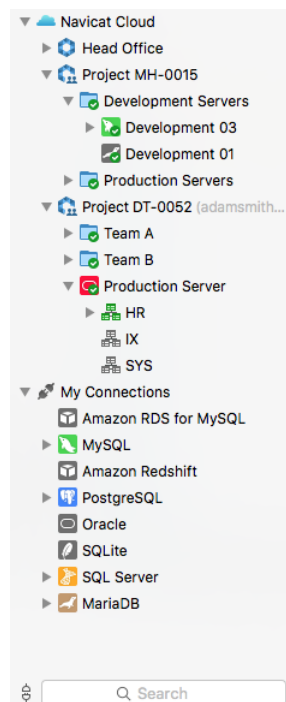 Navicat Cloud
Head Office
Project MH-0015
Development Servers
Development 03
Development 01
Production Servers
Project DT-0052 (adamsmith...
Team A
Team B
Production Server
HR
IX
SYS
My Connections
Amazon RDS for MySQL
MySQL
Amazon Redshift
PostgreSQL
Oracle
SQLite
SQL Server
MariaDB
Search